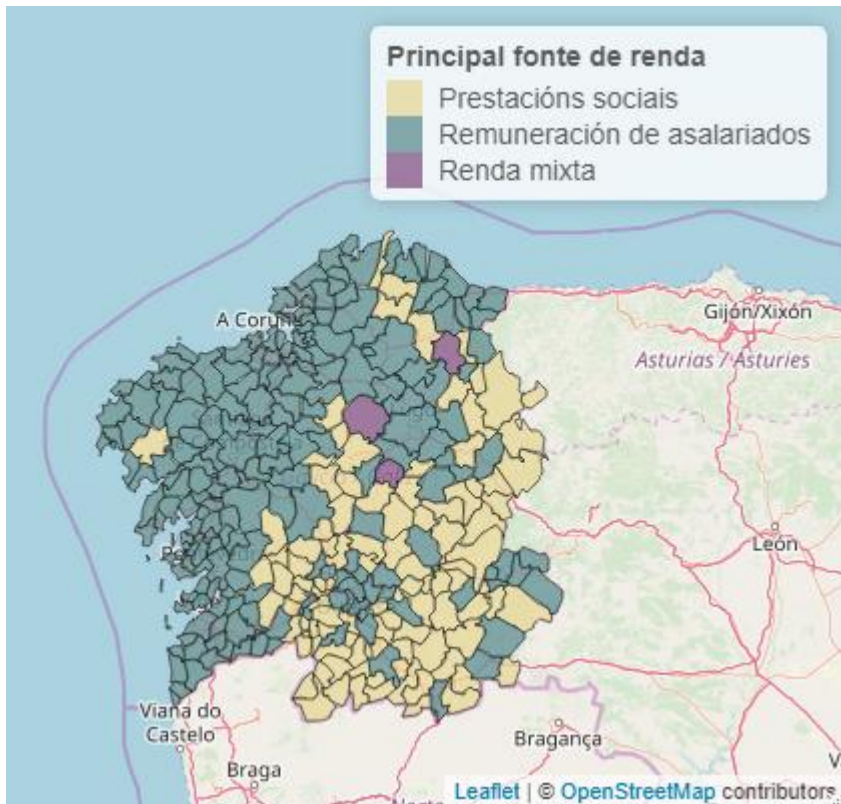 Principal fonte de renda
Prestacións sociais
Remuneración de asalariados
Renda mixta
Gijón/Xixón
A Coruñ
Asturias / Asturies
León
Viana do
Castelo
Bragança
Braga
Leaflet | © OpenStreetMap contributors